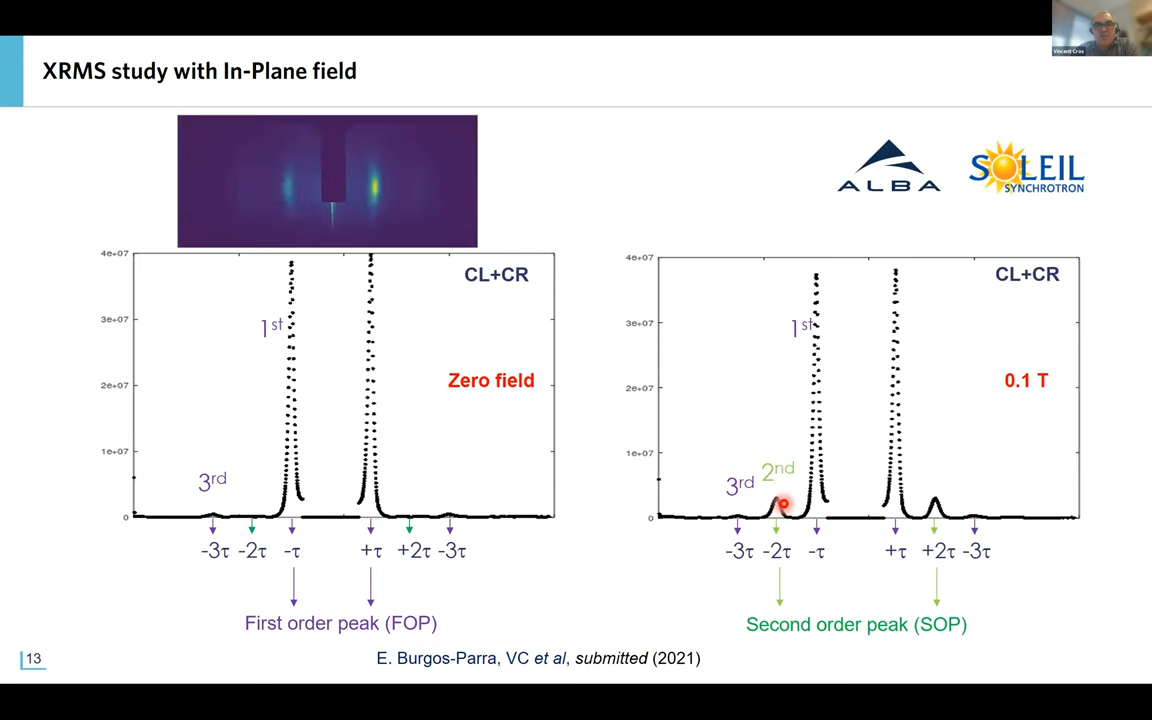 Vincent Cros
XRMS study with In-Plane field
ALBA
SOLEIL
SYNCHROTRON
4e+07
3e+07
2e+07
1e+07
0
CL+CR
1st
Zero field
3rd
-3τ -2τ -τ +τ +2τ -3τ
First order peak (FOP)
4e+07
3e+07
2e+07
1e+07
0
CL+CR
1st
0.1 T
2nd
3rd
-3τ -2τ -τ +τ +2τ -3τ
Second order peak (SOP)
13
E. Burgos-Parra, VC et al, submitted (2021)